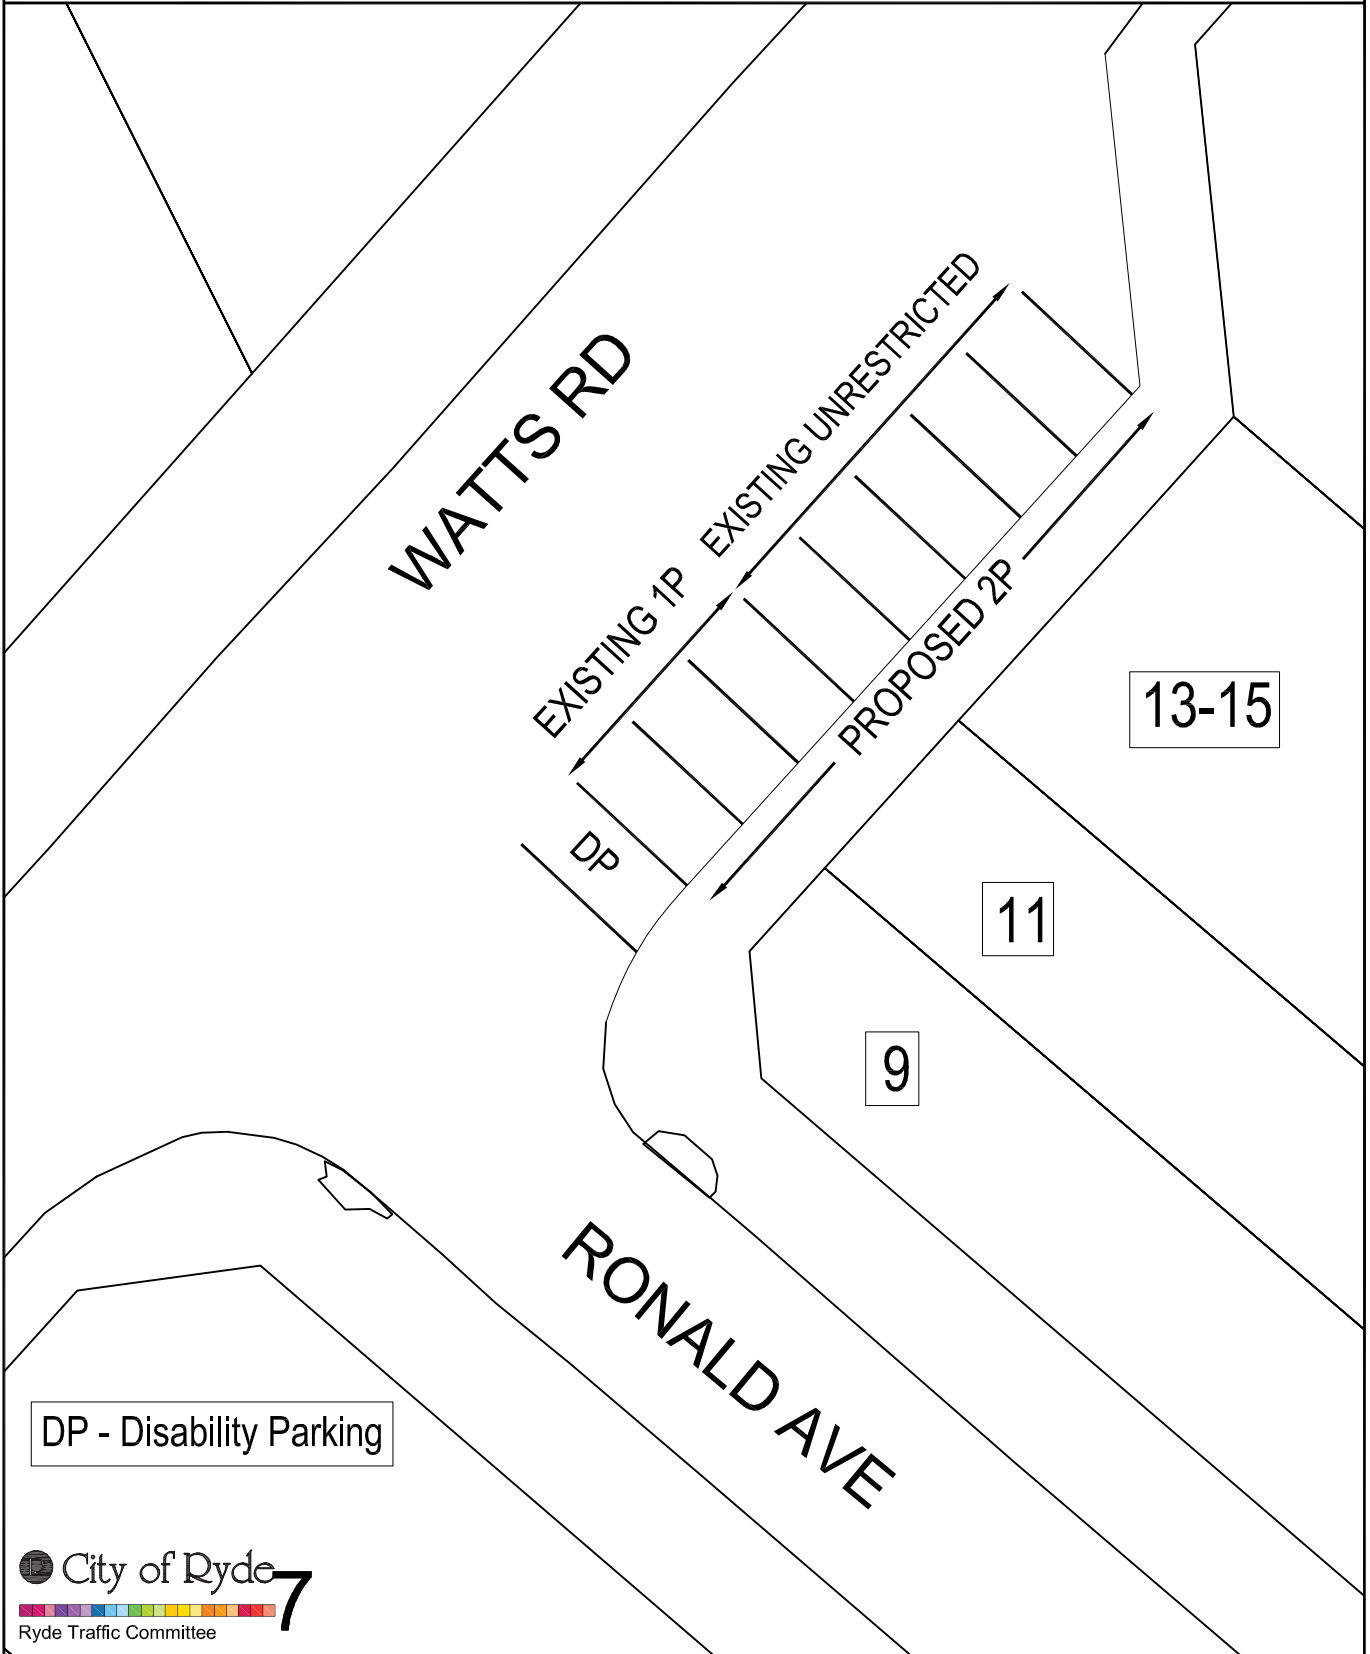 WATTS RD
EXISTING UNRESTRICTED
EXISTING 1P
PROPOSED 2P
DP
13-15
11
9
RONALD AVE
DP - Disability Parking
City of Ryde
7
Ryde Traffic Committee